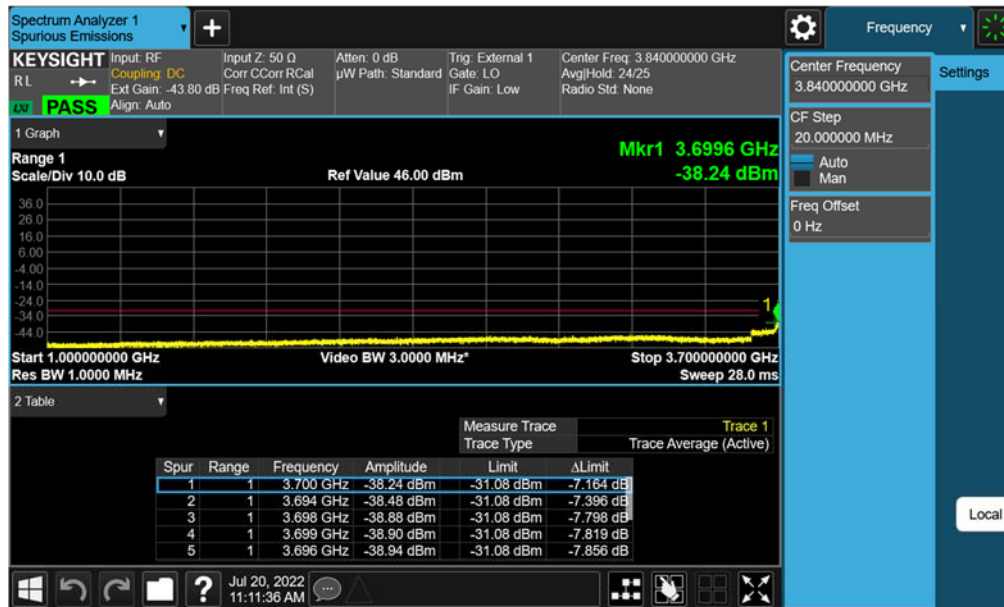 Spectrum Analyzer 1
Spurious Emissions
+
Frequency
KEYSIGHT
RL
LXI
PASS
Input: RF
Coupling: DC
Ext Gain: -43.80 dB
Align: Auto
Input Z: 50 Ω
Corr CCorr RCal
Freq Ref: Int (S)
Atten: 0 dB
µW Path: Standard
Trig: External 1
Gate: LO
IF Gain: Low
Center Freq: 3.840000000 GHz
Avg|Hold: 24/25
Radio Std: None
Center Frequency
3.840000000 GHz
Settings
CF Step
20.000000 MHz
Auto
Man
Freq Offset
0 Hz
1 Graph
Range 1
Scale/Div 10.0 dB
Ref Value 46.00 dBm
Mkr1 3.6996 GHz
-38.24 dBm
36.0
26.0
16.0
6.00
-4.00
-14.0
-24.0
-34.0
-44.0
1
Start 1.000000000 GHz
Video BW 3.0000 MHz*
Stop 3.700000000 GHz
Res BW 1.0000 MHz
Sweep 28.0 ms
2 Table
Measure Trace Trace 1
Trace Type Trace Average (Active)
Spur Range Frequency Amplitude Limit ΔLimit
1 1 3.700 GHz -38.24 dBm -31.08 dBm -7.164 dB
2 1 3.694 GHz -38.48 dBm -31.08 dBm -7.396 dB
3 1 3.698 GHz -38.88 dBm -31.08 dBm -7.798 dB
4 1 3.699 GHz -38.90 dBm -31.08 dBm -7.819 dB
5 1 3.696 GHz -38.94 dBm -31.08 dBm -7.856 dB
Local
?
Jul 20, 2022
11:11:36 AM